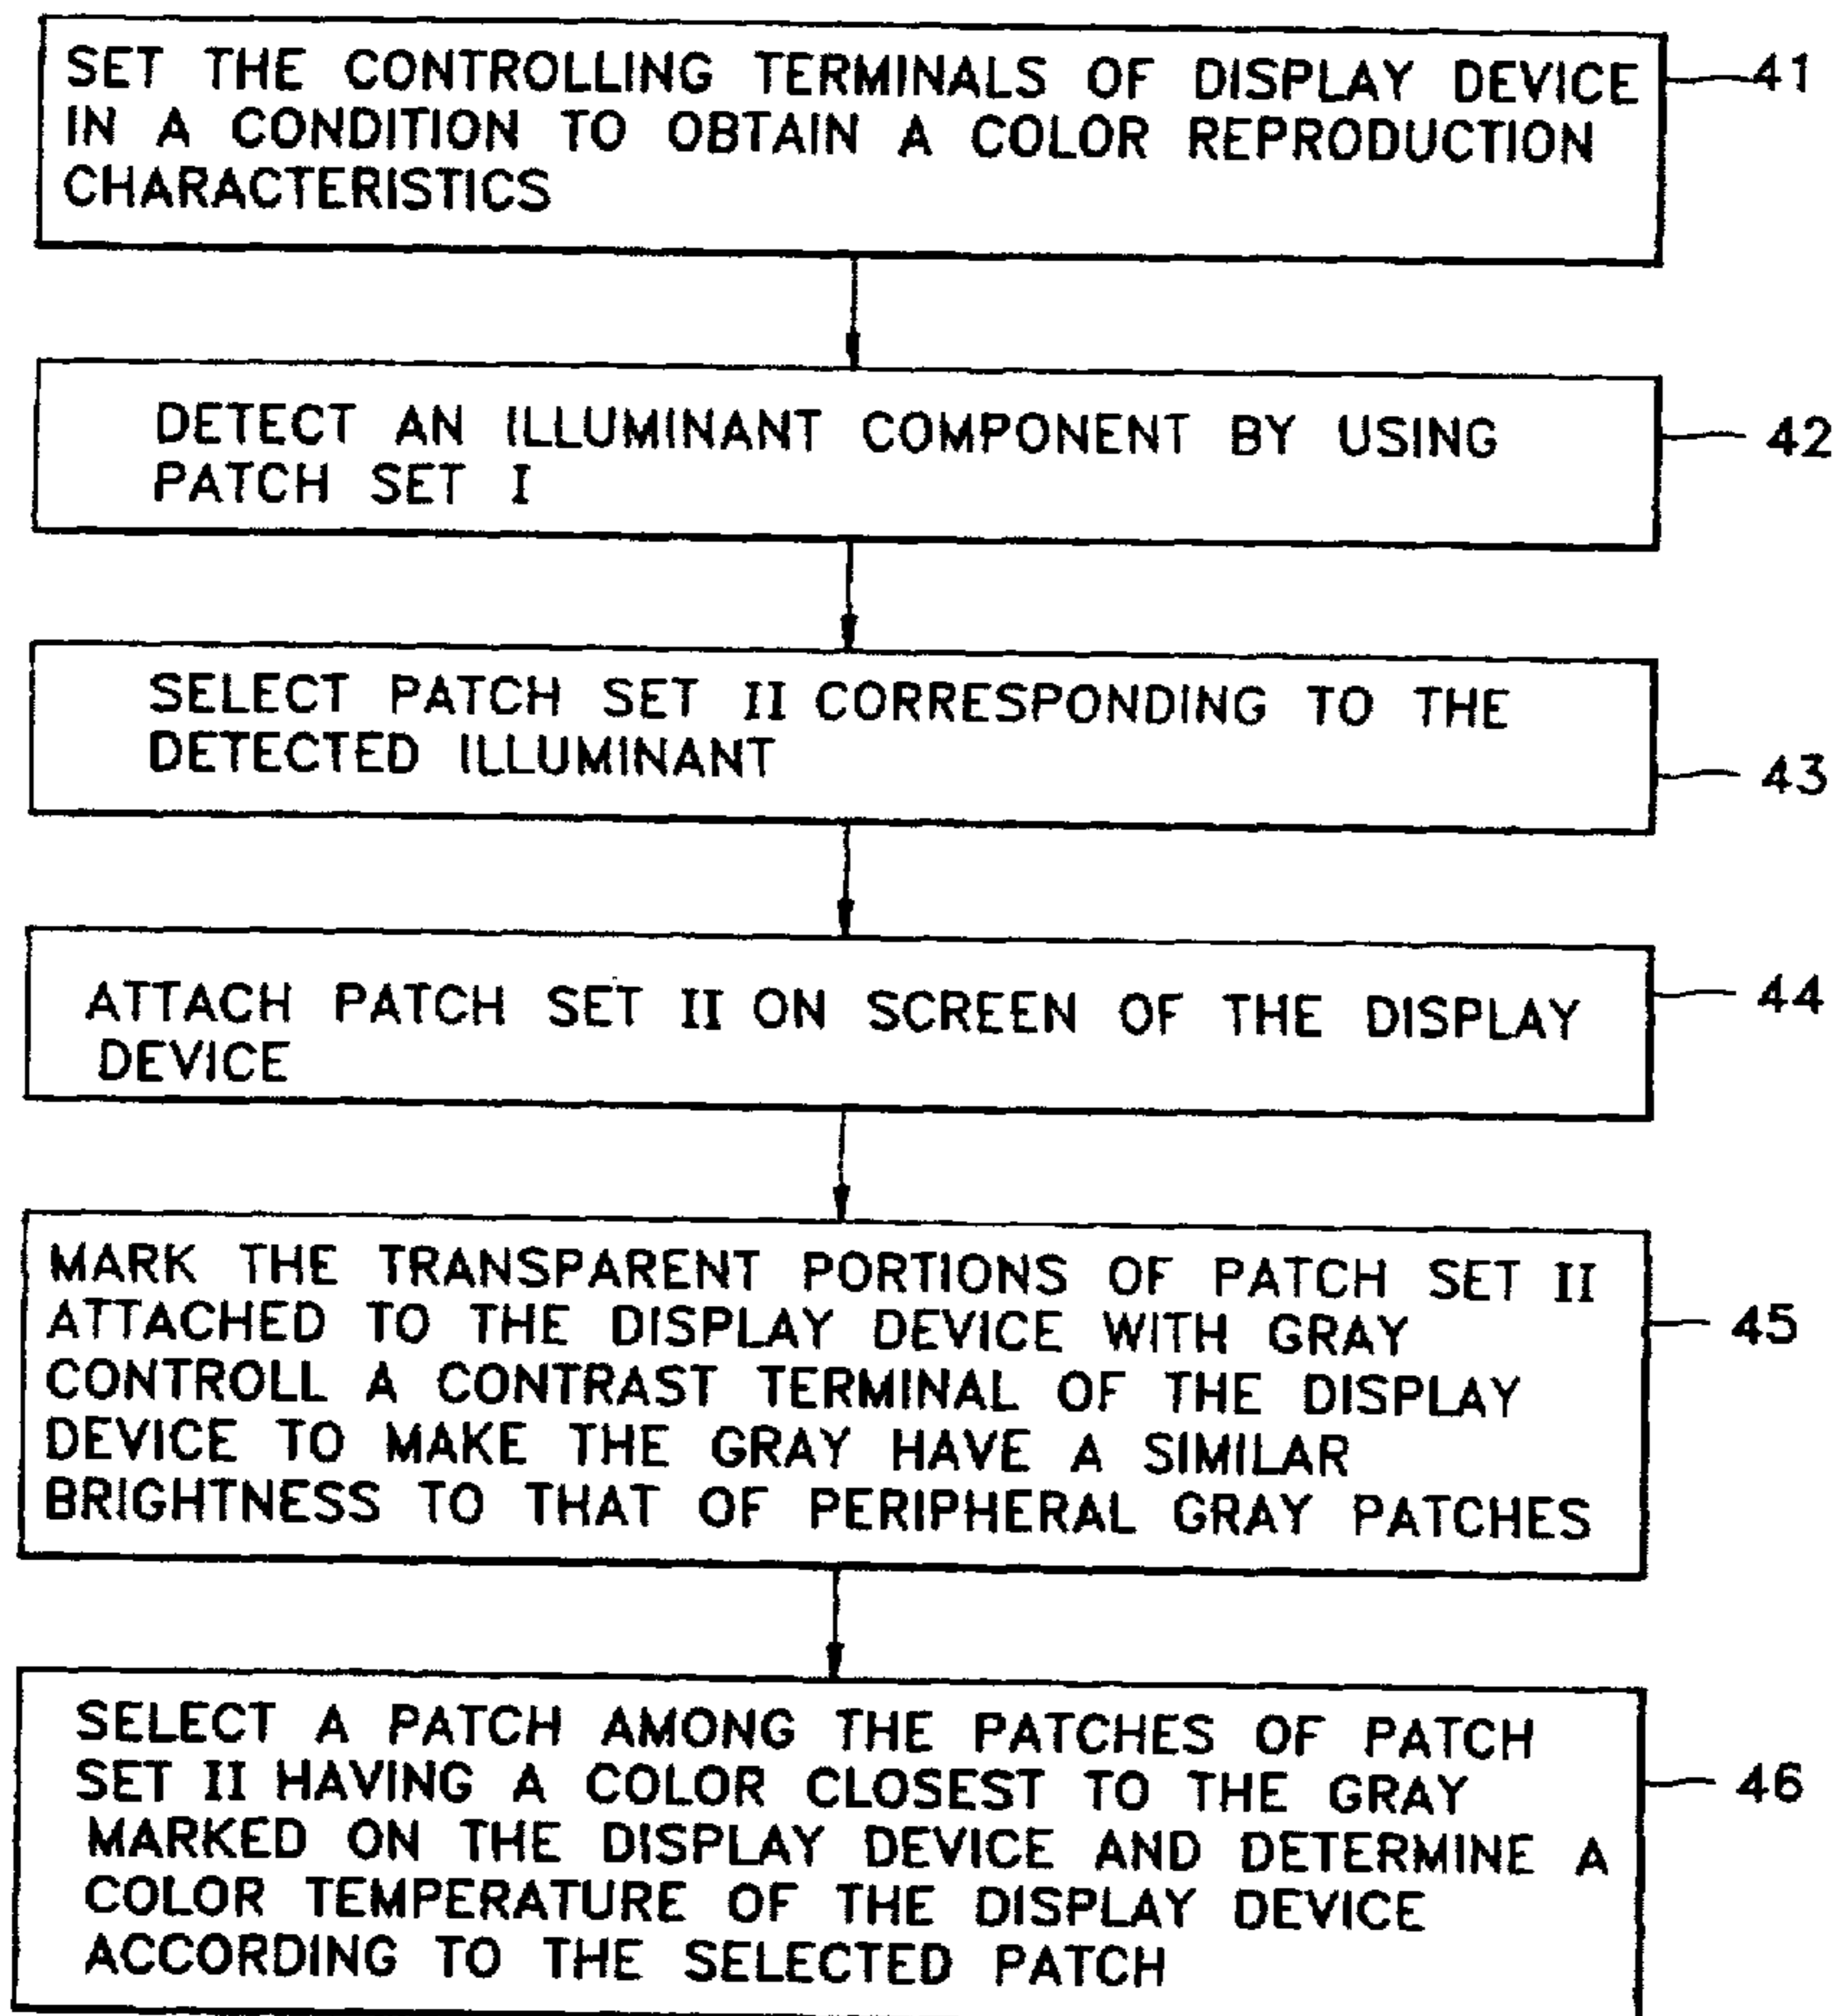 SET THE CONTROLLING TERMINALS OF DISPLAY DEVICE
IN A CONDITION TO OBTAIN A COLOR REPRODUCTION
CHARACTERISTICS
41
DETECT AN ILLUMINANT COMPONENT BY USING
PATCH SET I
42
SELECT PATCH SET II CORRESPONDING TO THE
DETECTED ILLUMINANT
43
ATTACH PATCH SET II ON SCREEN OF THE DISPLAY
DEVICE
44
MARK THE TRANSPARENT PORTIONS OF PATCH SET II
ATTACHED TO THE DISPLAY DEVICE WITH GRAY
CONTROLL A CONTRAST TERMINAL OF THE DISPLAY
DEVICE TO MAKE THE GRAY HAVE A SIMILAR
BRIGHTNESS TO THAT OF PERIPHERAL GRAY PATCHES
45
SELECT A PATCH AMONG THE PATCHES OF PATCH
SET II HAVING A COLOR CLOSEST TO THE GRAY
MARKED ON THE DISPLAY DEVICE AND DETERMINE A
COLOR TEMPERATURE OF THE DISPLAY DEVICE
ACCORDING TO THE SELECTED PATCH
46